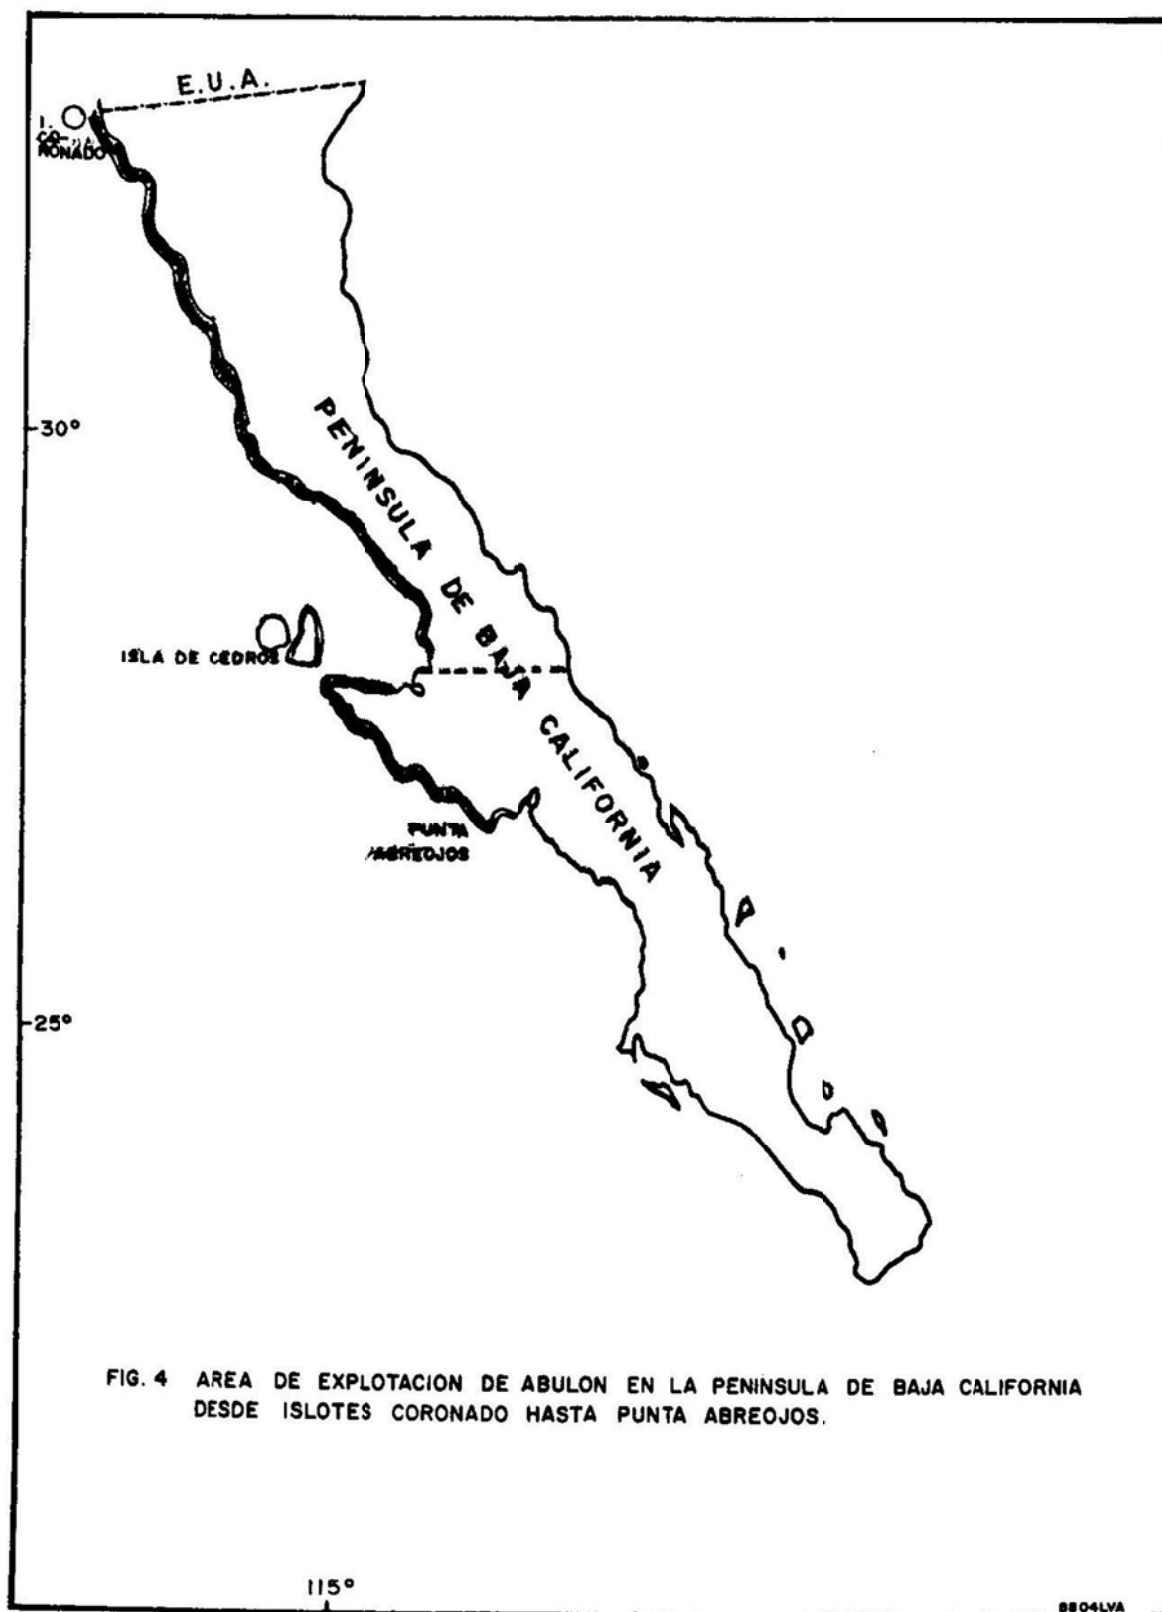 E.U.A.
I.
CO-
RONADO
30°
PENINSULA DE BAJA CALIFORNIA
ISLA DE CEDROS
PUNTA
ABREOJOS
25°
FIG. 4 AREA DE EXPLOTACION DE ABULON EN LA PENINSULA DE BAJA CALIFORNIA
DESDE ISLOTES CORONADO HASTA PUNTA ABREOJOS.
115°
8804LVA